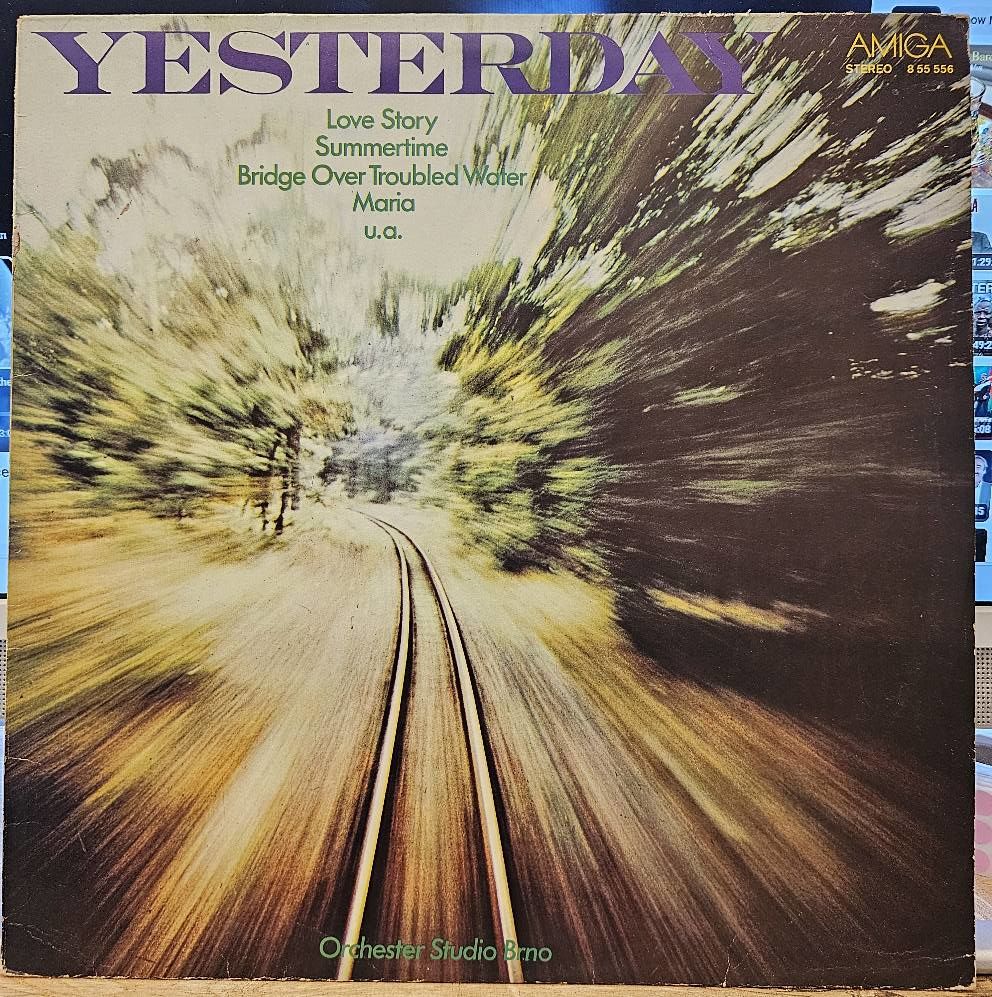 YESTERDAY
AMIGA
STEREO 8 55 556
Love Story
Summertime
Bridge Over Troubled Water
Maria
u.a.
Orchester Studio Brno